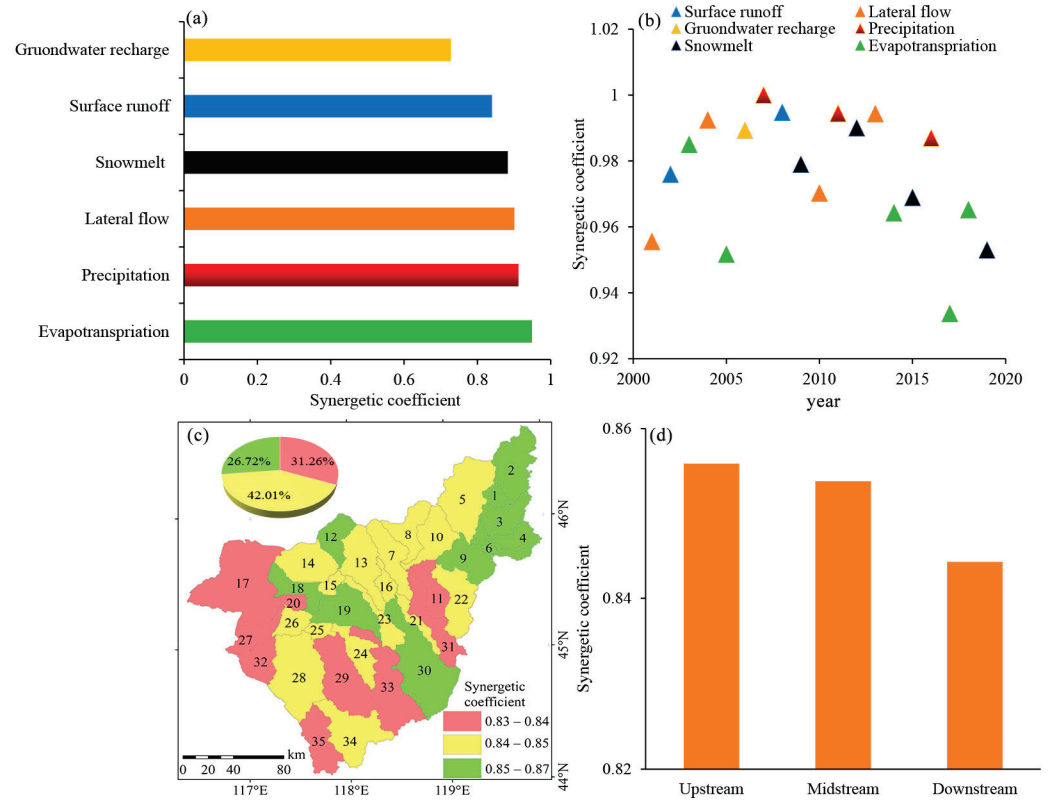 (a)
Gruondwater recharge
Surface runoff
Snowmelt
Lateral flow
Precipitation
Evapotranspriation
0 0.2 0.4 0.6 0.8 1
Synergetic coefficient
(b)
Surface runoff Lateral flow
Gruondwater recharge Precipitation
Snowmelt Evapotranspriation
1.02
1
0.98
0.96
0.94
0.92
Synergetic coefficient
2000 2005 2010 2015 2020
year
(c)
26.72% 31.26%
42.01%
2
5
1
3
4
8
10
6
12
7
9
13
14
17
18
15
16
11
22
20
19
26
25
23
21
27
24
31
32
28
29
33
30
35
34
46°N
45°N
44°N
Synergetic
coefficient
0.83 – 0.84
0.84 – 0.85
0.85 – 0.87
km
0 20 40 80
117°E 118°E 119°E
(d)
0.86
0.84
0.82
Synergetic coefficient
Upstream Midstream Downstream